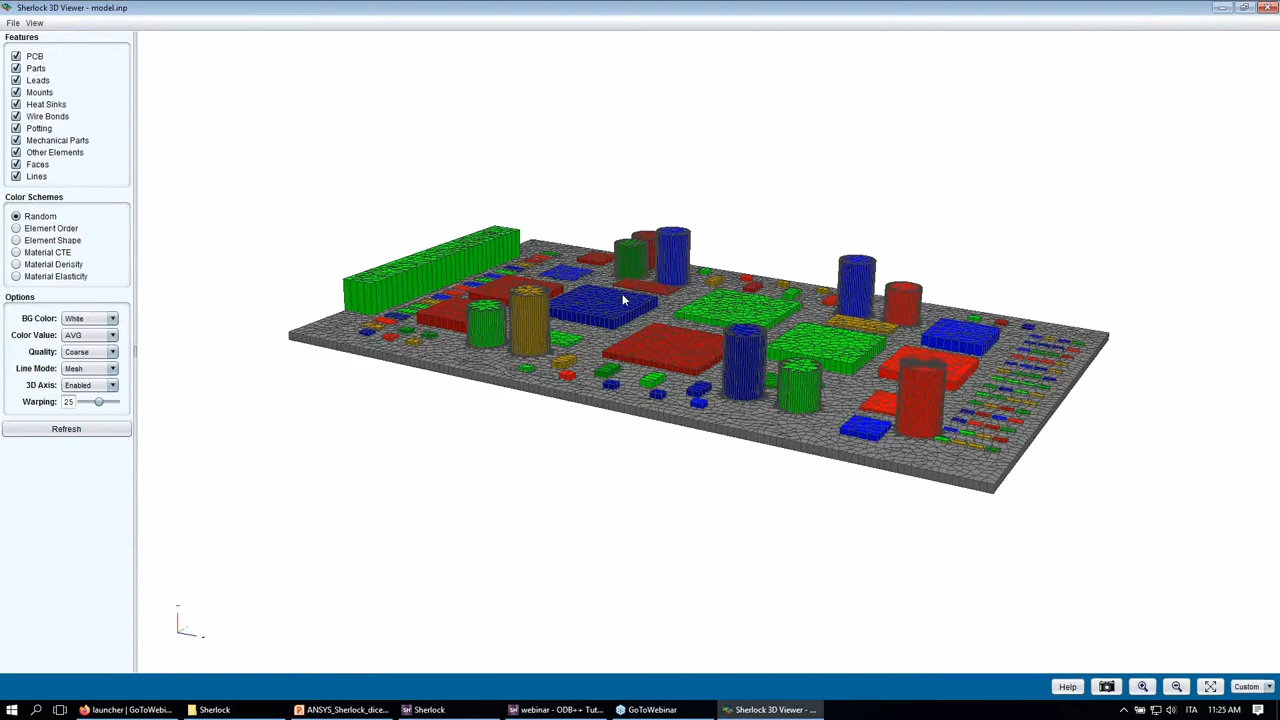 Sherlock 3D Viewer - model.inp
File View
Features
PCB
Parts
Leads
Mounts
Heat Sinks
Wire Bonds
Potting
Mechanical Parts
Other Elements
Faces
Lines
Color Schemes
Random
Element Order
Element Shape
Material CTE
Material Density
Material Elasticity
Options
BG Color: White
Color Value: AVG
Quality: Coarse
Line Mode: Mesh
3D Axis: Enabled
Warping: 25
Refresh
Help
Custom
launcher | GoToWebi...
Sherlock
ANSYS_Sherlock_dice...
Sherlock
webinar - ODB++ Tut...
GoToWebinar
Sherlock 3D Viewer - ...
ITA
11:25 AM